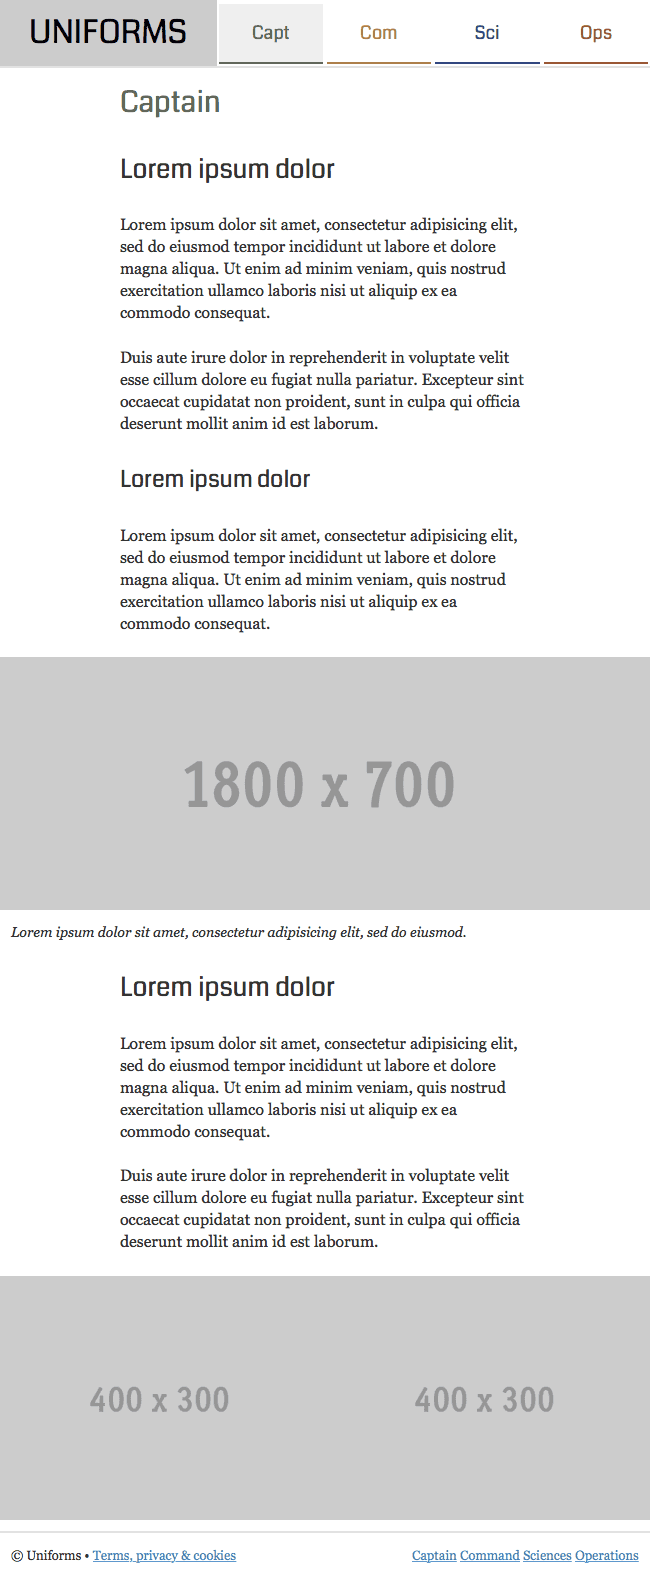 UNIFORMS Capt Com Sci Ops
Captain
Lorem ipsum dolor
Lorem ipsum dolor sit amet, consectetur adipisicing elit,
sed do eiusmod tempor incididunt ut labore et dolore
magna aliqua. Ut enim ad minim veniam, quis nostrud
exercitation ullamco laboris nisi ut aliquip ex ea
commodo consequat.
Duis aute irure dolor in reprehenderit in voluptate velit
esse cillum dolore eu fugiat nulla pariatur. Excepteur sint
occaecat cupidatat non proident, sunt in culpa qui officia
deserunt mollit anim id est laborum.
Lorem ipsum dolor
Lorem ipsum dolor sit amet, consectetur adipisicing elit,
sed do eiusmod tempor incididunt ut labore et dolore
magna aliqua. Ut enim ad minim veniam, quis nostrud
exercitation ullamco laboris nisi ut aliquip ex ea
commodo consequat.
1800 x 700
Lorem ipsum dolor sit amet, consectetur adipisicing elit, sed do eiusmod.
Lorem ipsum dolor
Lorem ipsum dolor sit amet, consectetur adipisicing elit,
sed do eiusmod tempor incididunt ut labore et dolore
magna aliqua. Ut enim ad minim veniam, quis nostrud
exercitation ullamco laboris nisi ut aliquip ex ea
commodo consequat.
Duis aute irure dolor in reprehenderit in voluptate velit
esse cillum dolore eu fugiat nulla pariatur. Excepteur sint
occaecat cupidatat non proident, sunt in culpa qui officia
deserunt mollit anim id est laborum.
400 x 300 400 x 300
© Uniforms • Terms, privacy & cookies Captain Command Sciences Operations